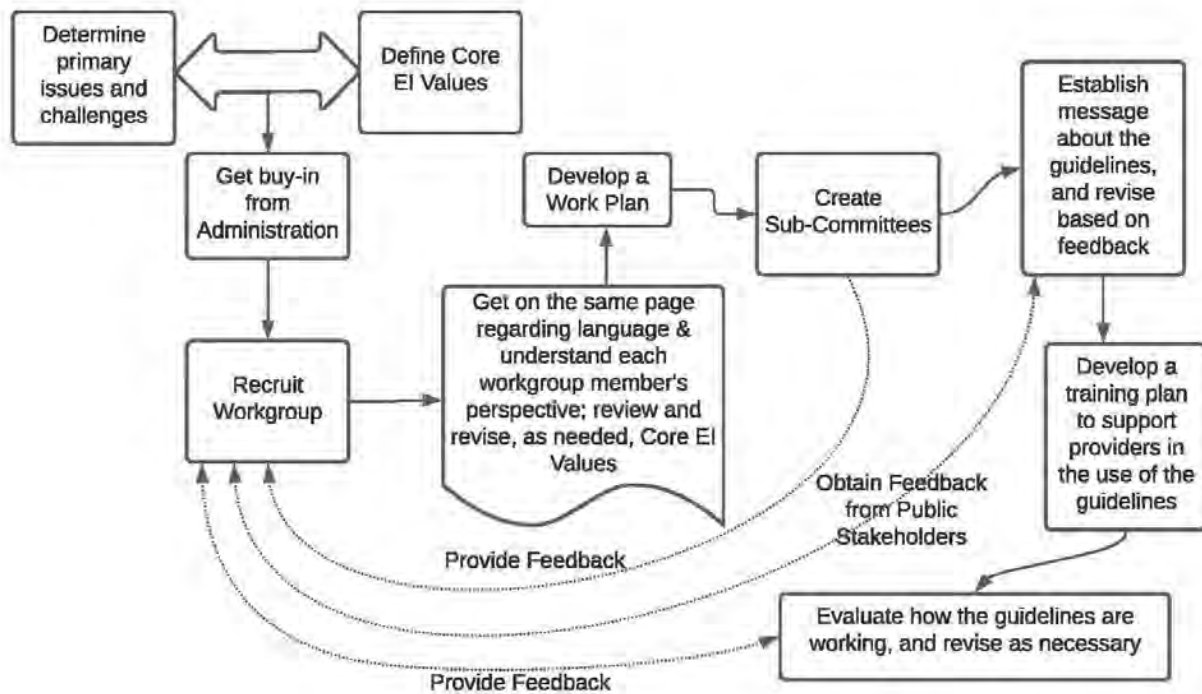 Determine
primary
issues and
challenges
Define Core
EI Values
Get buy-in
from
Administration
Recruit
Workgroup
Get on the same page
regarding language &
understand each
workgroup member's
perspective; review and
revise, as needed, Core EI
Values
Develop a
Work Plan
Create
Sub-Committees
Establish
message
about the
guidelines,
and revise
based on
feedback
Develop a
training plan
to support
providers in
the use of the
guidelines
Obtain Feedback
from Public
Stakeholders
Provide Feedback
Evaluate how the guidelines are
working, and revise as necessary
Provide Feedback